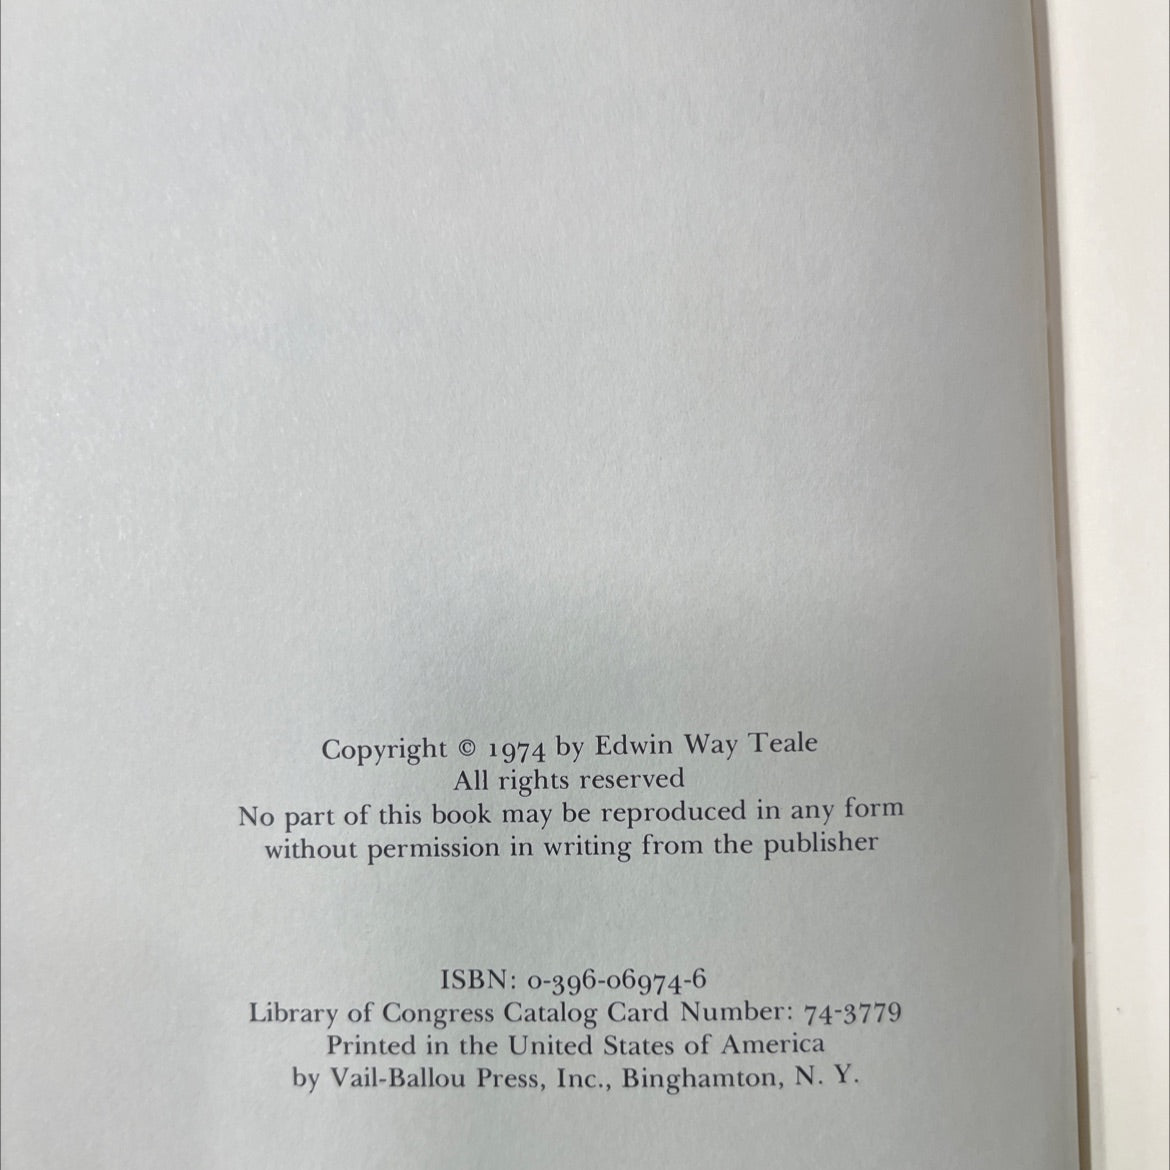 Copyright © 1974 by Edwin Way Teale
All rights reserved
No part of this book may be reproduced in any form
without permission in writing from the publisher
ISBN: 0-396-06974-6
Library of Congress Catalog Card Number: 74-3779
Printed in the United States of America
by Vail-Ballou Press, Inc., Binghamton, N. Y.